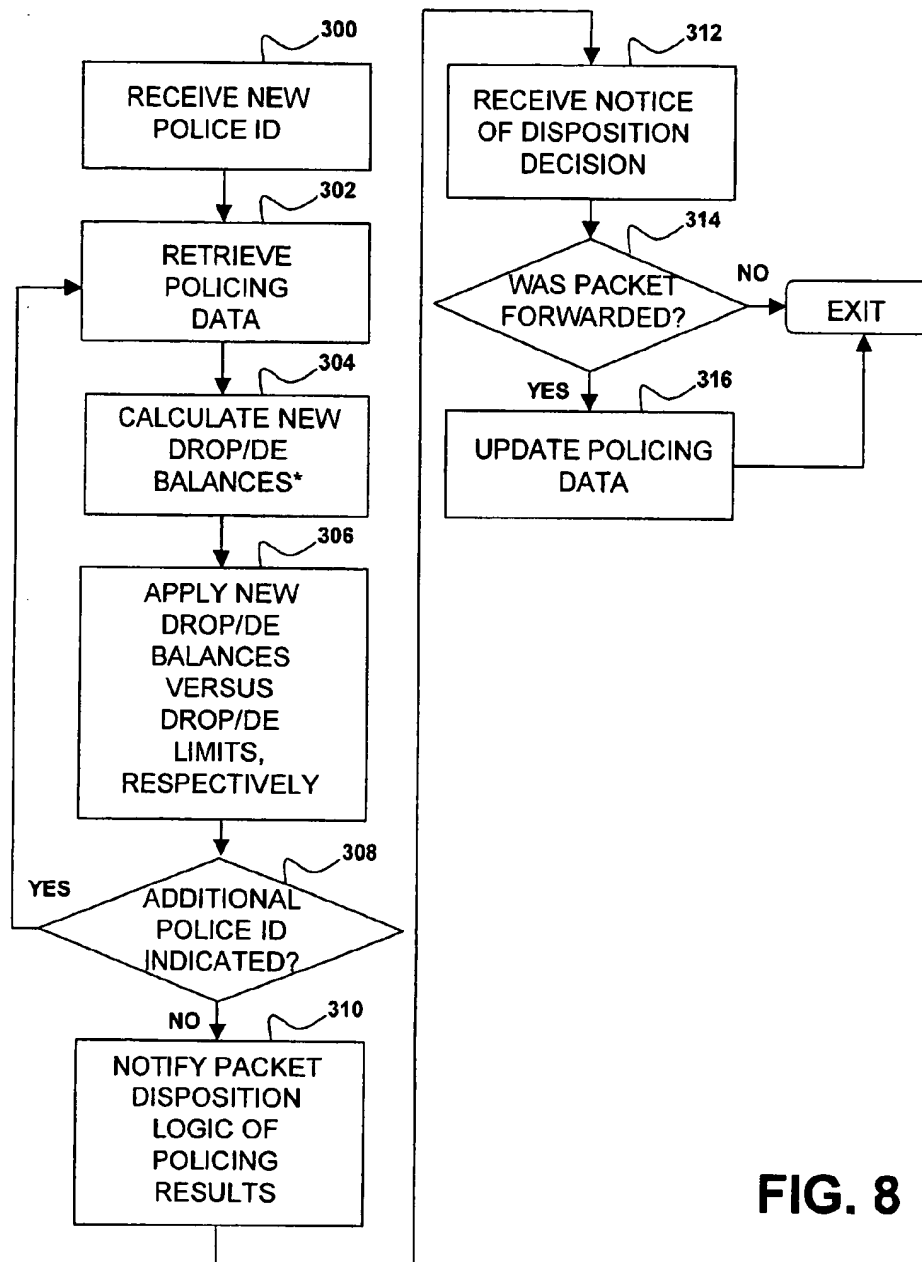 300
RECEIVE NEW
POLICE ID
302
RETRIEVE
POLICING
DATA
304
CALCULATE NEW
DROP/DE
BALANCES*
306
APPLY NEW
DROP/DE
BALANCES
VERSUS
DROP/DE
LIMITS,
RESPECTIVELY
308
YES
ADDITIONAL
POLICE ID
INDICATED?
NO
310
NOTIFY PACKET
DISPOSITION
LOGIC OF
POLICING
RESULTS
312
RECEIVE NOTICE
OF DISPOSITION
DECISION
314
WAS PACKET
FORWARDED?
NO
EXIT
YES
316
UPDATE POLICING
DATA
FIG. 8